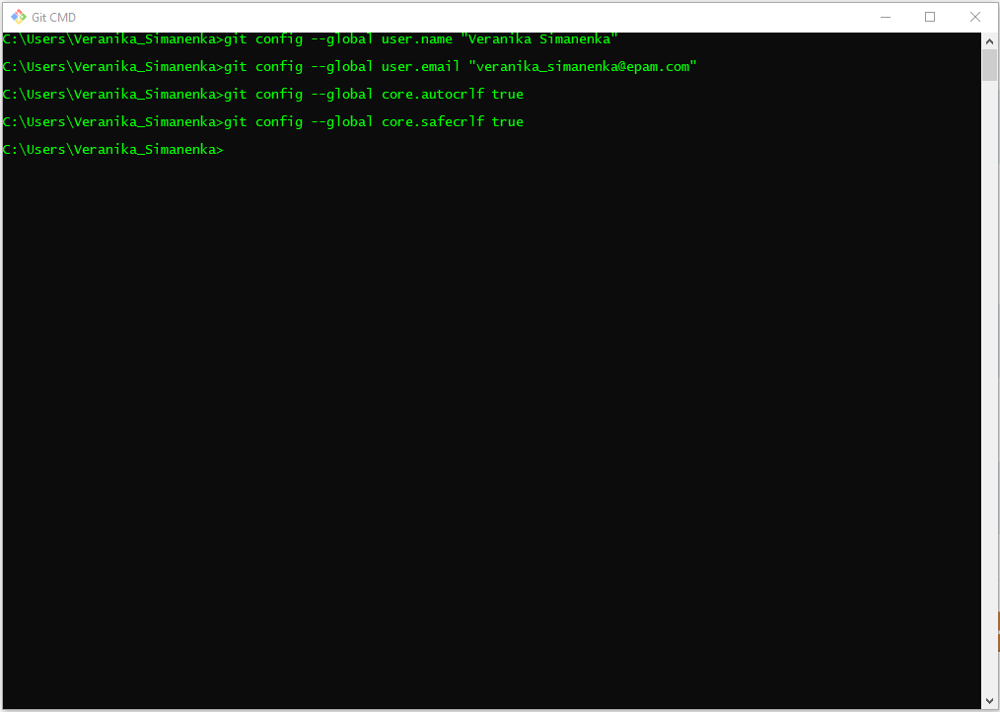 Git CMD
C:\Users\Veranika_Simanenka>git config --global user.name "Veranika Simanenka"
C:\Users\Veranika_Simanenka>git config --global user.email "veranika_simanenka@epam.com"
C:\Users\Veranika_Simanenka>git config --global core.autocrlf true
C:\Users\Veranika_Simanenka>git config --global core.safecrlf true
C:\Users\Veranika_Simanenka>